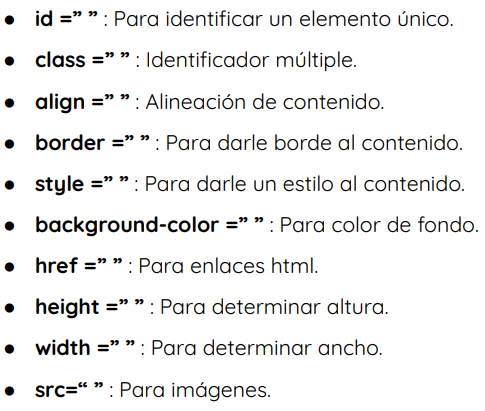 ● id =” ” : Para identificar un elemento único.
● class =” ” : Identificador múltiple.
● align =” ” : Alineación de contenido.
● border =” ” : Para darle borde al contenido.
● style =” ” : Para darle un estilo al contenido.
● background-color =” ” : Para color de fondo.
● href =” ” : Para enlaces html.
● height =” ” : Para determinar altura.
● width =” ” : Para determinar ancho.
● src=“ ” : Para imágenes.